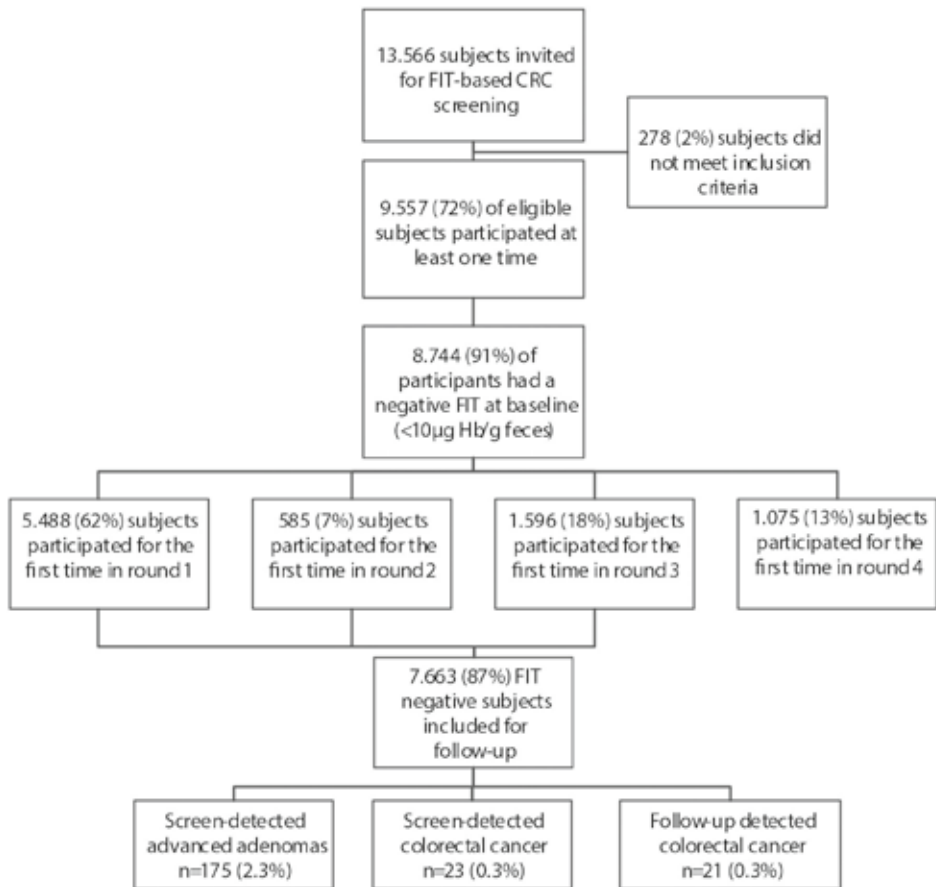 13.566 subjects invited
for FIT-based CRC
screening
278 (2%) subjects did
not meet inclusion
criteria
9.557 (72%) of eligible
subjects participated at
least one time
8.744 (91%) of
participants had a
negative FIT at baseline
(<10µg Hb/g feces)
5.488 (62%) subjects
participated for the
first time in round 1
585 (7%) subjects
participated for the
first time in round 2
1.596 (18%) subjects
participated for the
first time in round 3
1.075 (13%) subjects
participated for the
first time in round 4
7.663 (87%) FIT
negative subjects
included for
follow-up
Screen-detected
advanced adenomas
n=175 (2.3%)
Screen-detected
colorectal cancer
n=23 (0.3%)
Follow-up detected
colorectal cancer
n=21 (0.3%)